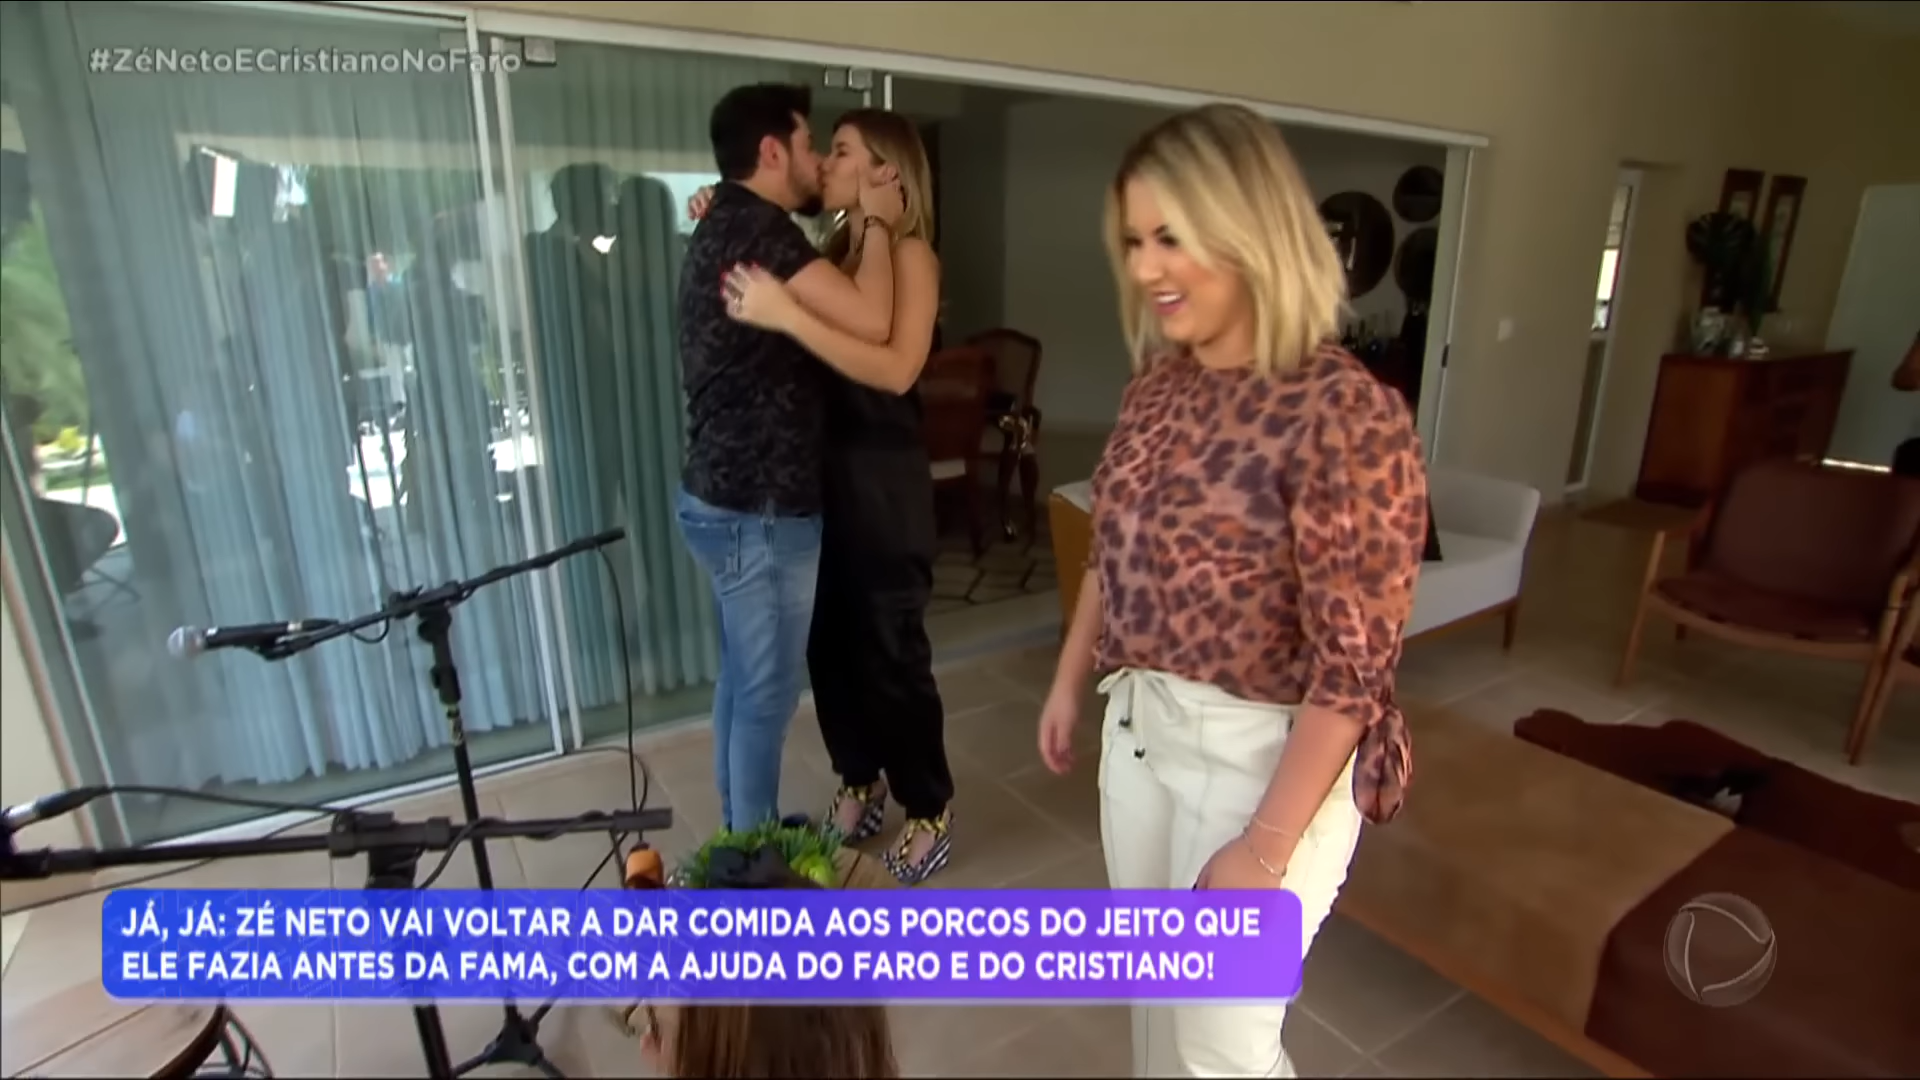 #ZéNetoECristianoNoFaro
JÁ, JÁ: ZÉ NETO VAI VOLTAR A DAR COMIDA AOS PORCOS DO JEITO QUE
ELE FAZIA ANTES DA FAMA, COM A AJUDA DO FARO E DO CRISTIANO!